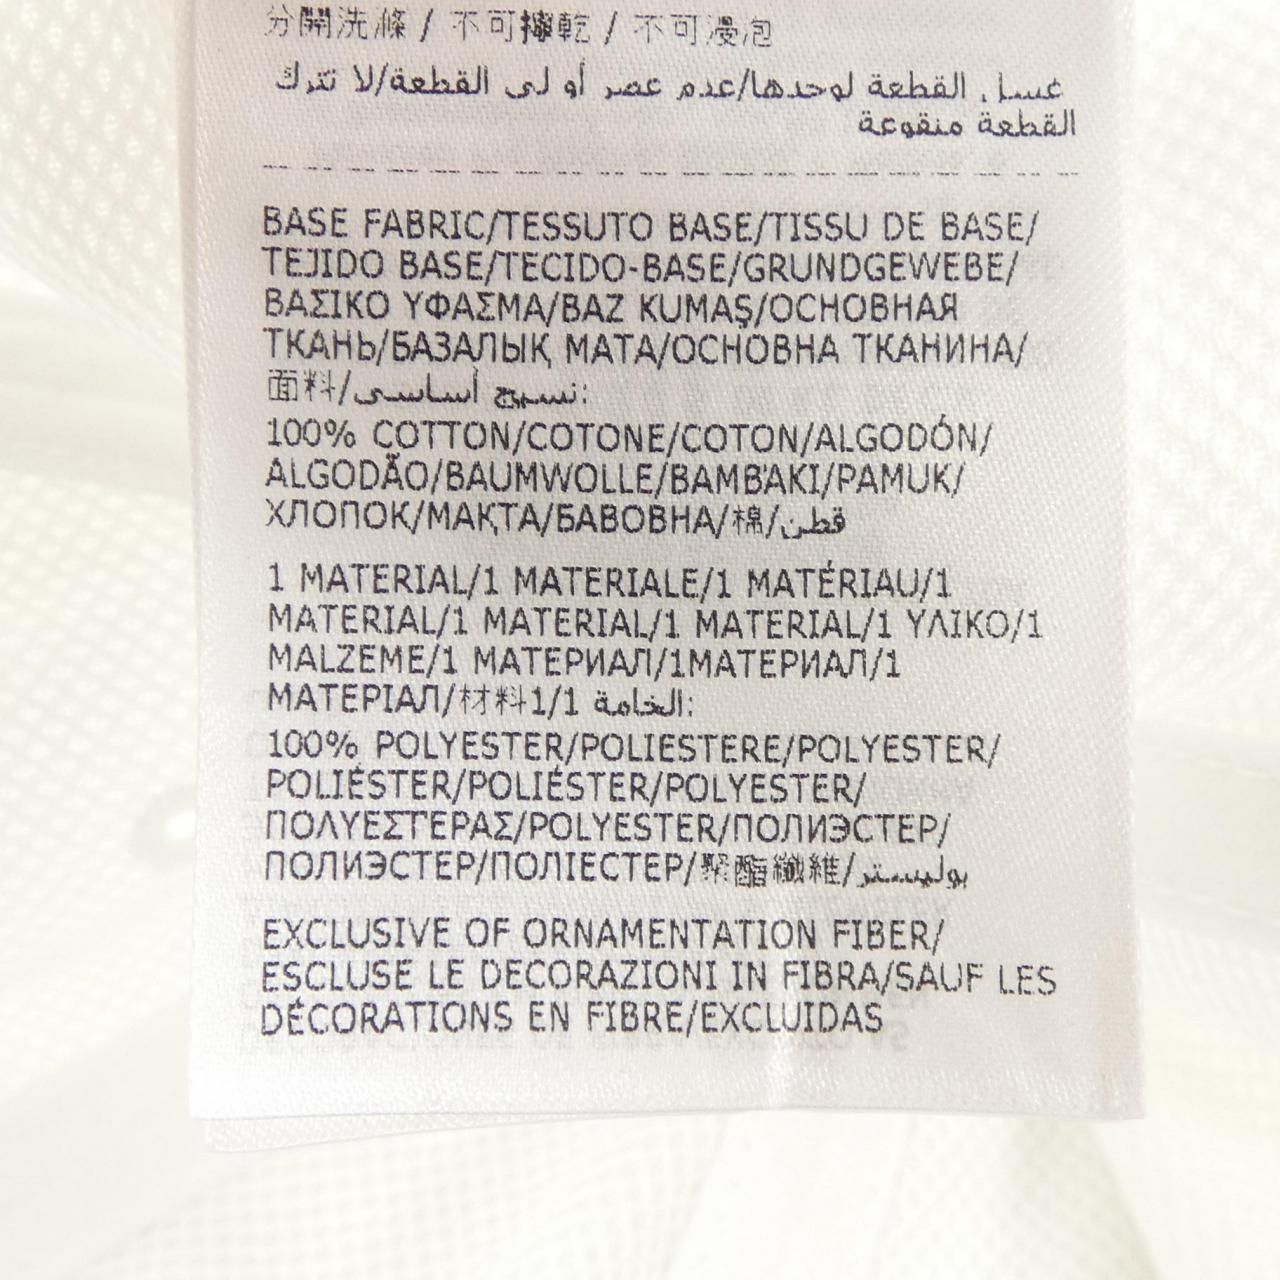 分開洗滌 / 不可擰乾 / 不可浸泡
غسل القطعة لوحدها/عدم عصر أو لى القطعة/لا تترك
القطعة منقوعة
BASE FABRIC/TESSUTO BASE/TISSU DE BASE/
TEJIDO BASE/TECIDO-BASE/GRUNDGEWEBE/
ΒΑΣΙΚΟ ΥΦΑΣΜΑ/BAZ KUMAŞ/ОСНОВНАЯ
ТКАНЬ/БАЗАЛЫҚ МАТА/ОСНОВНА ТКАНИНА/
面料/نسيج أساسى:
100% COTTON/COTONE/COTON/ALGODÓN/
ALGODÃO/BAUMWOLLE/ΒΑΜΒΆΚΙ/PAMUK/
ХЛОПОК/МАҚТА/БАВОВНА/棉/قطن
1 MATERIAL/1 MATERIALE/1 MATÉRIAU/1
MATERIAL/1 MATERIAL/1 MATERIAL/1 ΥΛΙΚΟ/1
MALZEME/1 МАТЕРИАЛ/1МАТЕРИАЛ/1
МАТЕРІАЛ/材料1/1 الخامة:
100% POLYESTER/POLIESTERE/POLYESTER/
POLIÉSTER/POLIÉSTER/POLYESTER/
ΠΟΛΥΕΣΤΕΡΑΣ/POLYESTER/ПОЛИЭСТЕР/
ПОЛИЭСТЕР/ПОЛІЕСТЕР/聚酯纖維/بوليستر
EXCLUSIVE OF ORNAMENTATION FIBER/
ESCLUSE LE DECORAZIONI IN FIBRA/SAUF LES
DÉCORATIONS EN FIBRE/EXCLUIDAS